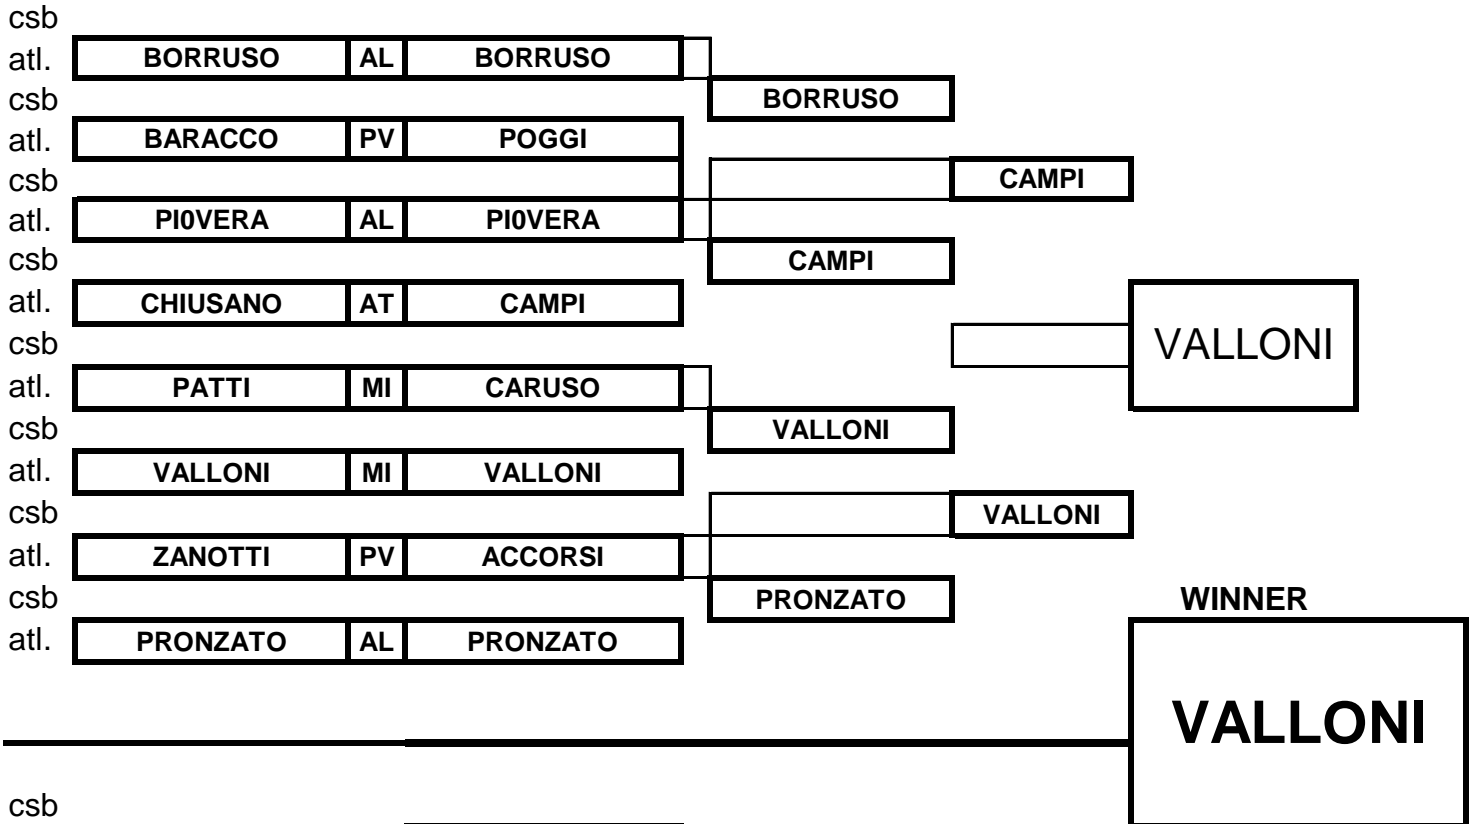 csb
atl. BORRUSO AL BORRUSO
csb BORRUSO
atl. BARACCO PV POGGI
csb CAMPI
atl. PI0VERA AL PI0VERA
csb CAMPI
atl. CHIUSANO AT CAMPI
csb VALLONI
atl. PATTI MI CARUSO
csb VALLONI
atl. VALLONI MI VALLONI
csb VALLONI
atl. ZANOTTI PV ACCORSI
csb PRONZATO WINNER
atl. PRONZATO AL PRONZATO
VALLONI
csb